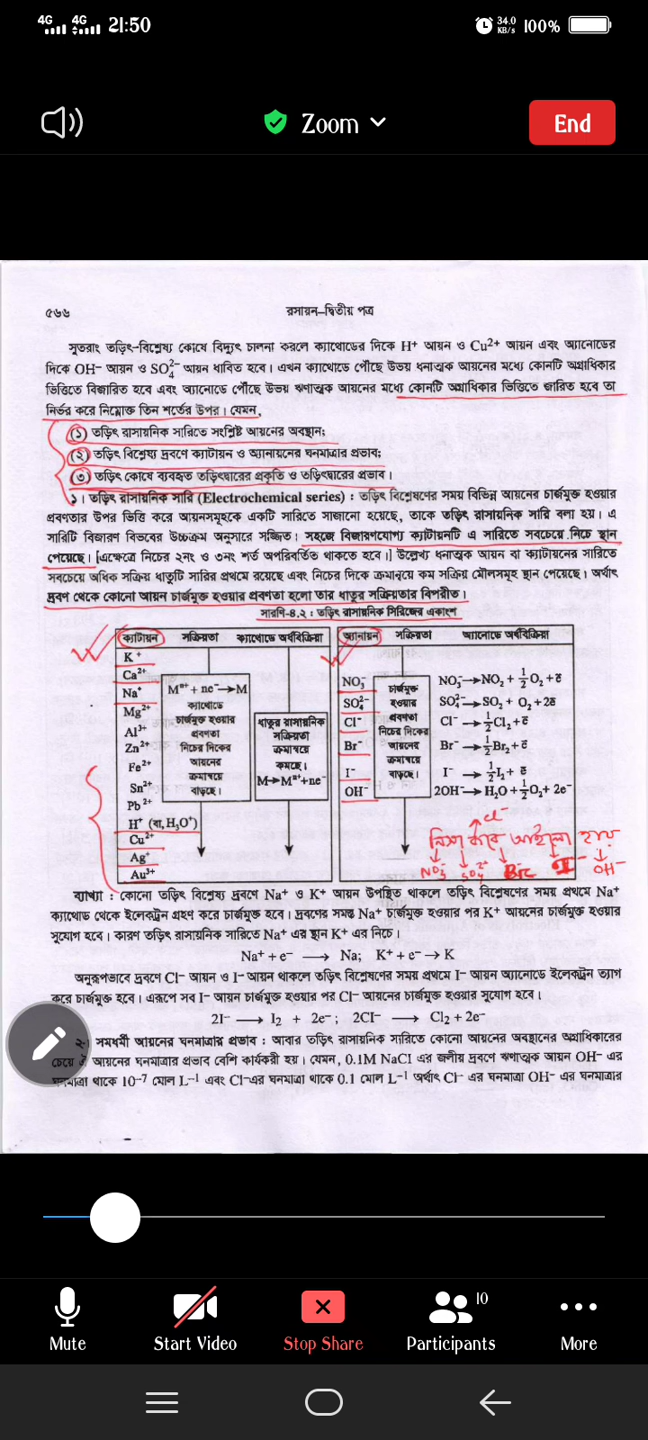 4G 4G 21:50 34.0 KB/s 100%
Zoom
End
৫৬৬ রসায়ন–দ্বিতীয় পত্র
সুতরাং তড়িৎ-বিশ্লেষ্য কোষে বিদ্যুৎ চালনা করলে ক্যাথোডের দিকে H⁺ আয়ন ও Cu²⁺ আয়ন এবং অ্যানোডের
দিকে OH⁻ আয়ন ও SO₄²⁻ আয়ন ধাবিত হবে। এখন ক্যাথোডে পৌঁছে উভয় ধনাত্মক আয়নের মধ্যে কোনটি অগ্রাধিকার
ভিত্তিতে বিজারিত হবে এবং অ্যানোডে পৌঁছে উভয় ঋণাত্মক আয়নের মধ্যে কোনটি অগ্রাধিকার ভিত্তিতে জারিত হবে তা
নির্ভর করে নিম্নোক্ত তিন শর্তের উপর। যেমন,
(১) তড়িৎ রাসায়নিক সারিতে সংশ্লিষ্ট আয়নের অবস্থান;
(২) তড়িৎ বিশ্লেষ্য দ্রবণে ক্যাটায়ন ও অ্যানায়নের ঘনমাত্রার প্রভাব;
(৩) তড়িৎ কোষে ব্যবহৃত তড়িৎদ্বারের প্রকৃতি ও তড়িৎদ্বারের প্রভাব।
১। তড়িৎ রাসায়নিক সারি (Electrochemical series) : তড়িৎ বিশ্লেষণের সময় বিভিন্ন আয়নের চার্জমুক্ত হওয়ার
প্রবণতার উপর ভিত্তি করে আয়নসমূহকে একটি সারিতে সাজানো হয়েছে, তাকে তড়িৎ রাসায়নিক সারি বলা হয়। এ
সারিটি বিজারণ বিভবের উচ্চক্রম অনুসারে সজ্জিত। সহজে বিজারণযোগ্য ক্যাটায়নটি এ সারিতে সবচেয়ে নিচে স্থান
পেয়েছে। [এক্ষেত্রে নিচের ২নং ও ৩নং শর্ত অপরিবর্তিত থাকতে হবে।] উল্লেখ্য ধনাত্মক আয়ন বা ক্যাটায়নের সারিতে
সবচেয়ে অধিক সক্রিয় ধাতুটি সারির প্রথমে রয়েছে এবং নিচের দিকে ক্রমান্বয়ে কম সক্রিয় মৌলসমূহ স্থান পেয়েছে। অর্থাৎ
দ্রবণ থেকে কোনো আয়ন চার্জমুক্ত হওয়ার প্রবণতা হলো তার ধাতুর সক্রিয়তার বিপরীত।
সারণি-৪.২ : তড়িৎ রাসায়নিক সিরিজের একাংশ
ক্যাটায়ন সক্রিয়তা ক্যাথোডে অর্ধবিক্রিয়া অ্যানায়ন সক্রিয়তা অ্যানোডে অর্ধবিক্রিয়া
K⁺
Ca²⁺
Na⁺
Mg²⁺
Al³⁺
Zn²⁺
Fe²⁺
Sn²⁺
Pb²⁺
H⁺ (বা, H₃O⁺)
Cu²⁺
Ag⁺
Au³⁺
Mⁿ⁺ + ne⁻→M
ক্যাথোডে
চার্জমুক্ত হওয়ার
প্রবণতা
নিচের দিকের
আয়নের
ক্রমান্বয়ে
বাড়ছে।
ধাতুর রাসায়নিক
সক্রিয়তা
ক্রমান্বয়ে
কমছে।
M→Mⁿ⁺+ne⁻
NO₃⁻
SO₄²⁻
Cl⁻
Br⁻
I⁻
OH⁻
চার্জমুক্ত
হওয়ার
প্রবণতা
নিচের দিকের
আয়নের
ক্রমান্বয়ে
বাড়ছে।
NO₃⁻→NO₂ + ½O₂ + ē
SO₄²⁻→SO₂ + O₂ + 2ē
Cl⁻→½Cl₂+ē
Br⁻→½Br₂+ē
I⁻→½I₂+ ē
2OH⁻→H₂O+½O₂+ 2e⁻
Cl⁻
NO₃⁻ SO₄²⁻ OH⁻
ব্যাখ্যা : কোনো তড়িৎ বিশ্লেষ্য দ্রবণে Na⁺ ও K⁺ আয়ন উপস্থিত থাকলে তড়িৎ বিশ্লেষণের সময় প্রথমে Na⁺
ক্যাথোড থেকে ইলেকট্রন গ্রহণ করে চার্জমুক্ত হবে। দ্রবণের সমস্ত Na⁺ চার্জমুক্ত হওয়ার পর K⁺ আয়নের চার্জমুক্ত হওয়ার
সুযোগ হবে। কারণ তড়িৎ রাসায়নিক সারিতে Na⁺ এর স্থান K⁺ এর নিচে।
Na⁺ + e⁻ ⟶ Na; K⁺ + e⁻ → K
অনুরূপভাবে দ্রবণে Cl⁻ আয়ন ও I⁻ আয়ন থাকলে তড়িৎ বিশ্লেষণের সময় প্রথমে I⁻ আয়ন অ্যানোডে ইলেকট্রন ত্যাগ
করে চার্জমুক্ত হবে। এরূপে সব I⁻ আয়ন চার্জমুক্ত হওয়ার পর Cl⁻ আয়নের চার্জমুক্ত হওয়ার সুযোগ হবে।
2I⁻ ⟶ I₂ + 2e⁻ ; 2Cl⁻ ⟶ Cl₂ + 2e⁻
২। সমধর্মী আয়নের ঘনমাত্রার প্রভাব : আবার তড়িৎ রাসায়নিক সারিতে কোনো আয়নের অবস্থানের অগ্রাধিকারের
চেয়ে ঐ আয়নের ঘনমাত্রার প্রভাব বেশি কার্যকরী হয়। যেমন, 0.1M NaCl এর জলীয় দ্রবণে ঋণাত্মক আয়ন OH⁻ এর
ঘনমাত্রা থাকে 10⁻⁷ মোল L⁻¹ এবং Cl⁻এর ঘনমাত্রা থাকে 0.1 মোল L⁻¹ অর্থাৎ Cl⁻ এর ঘনমাত্রা OH⁻ এর ঘনমাত্রার
Mute Start Video Stop Share Participants 10 More